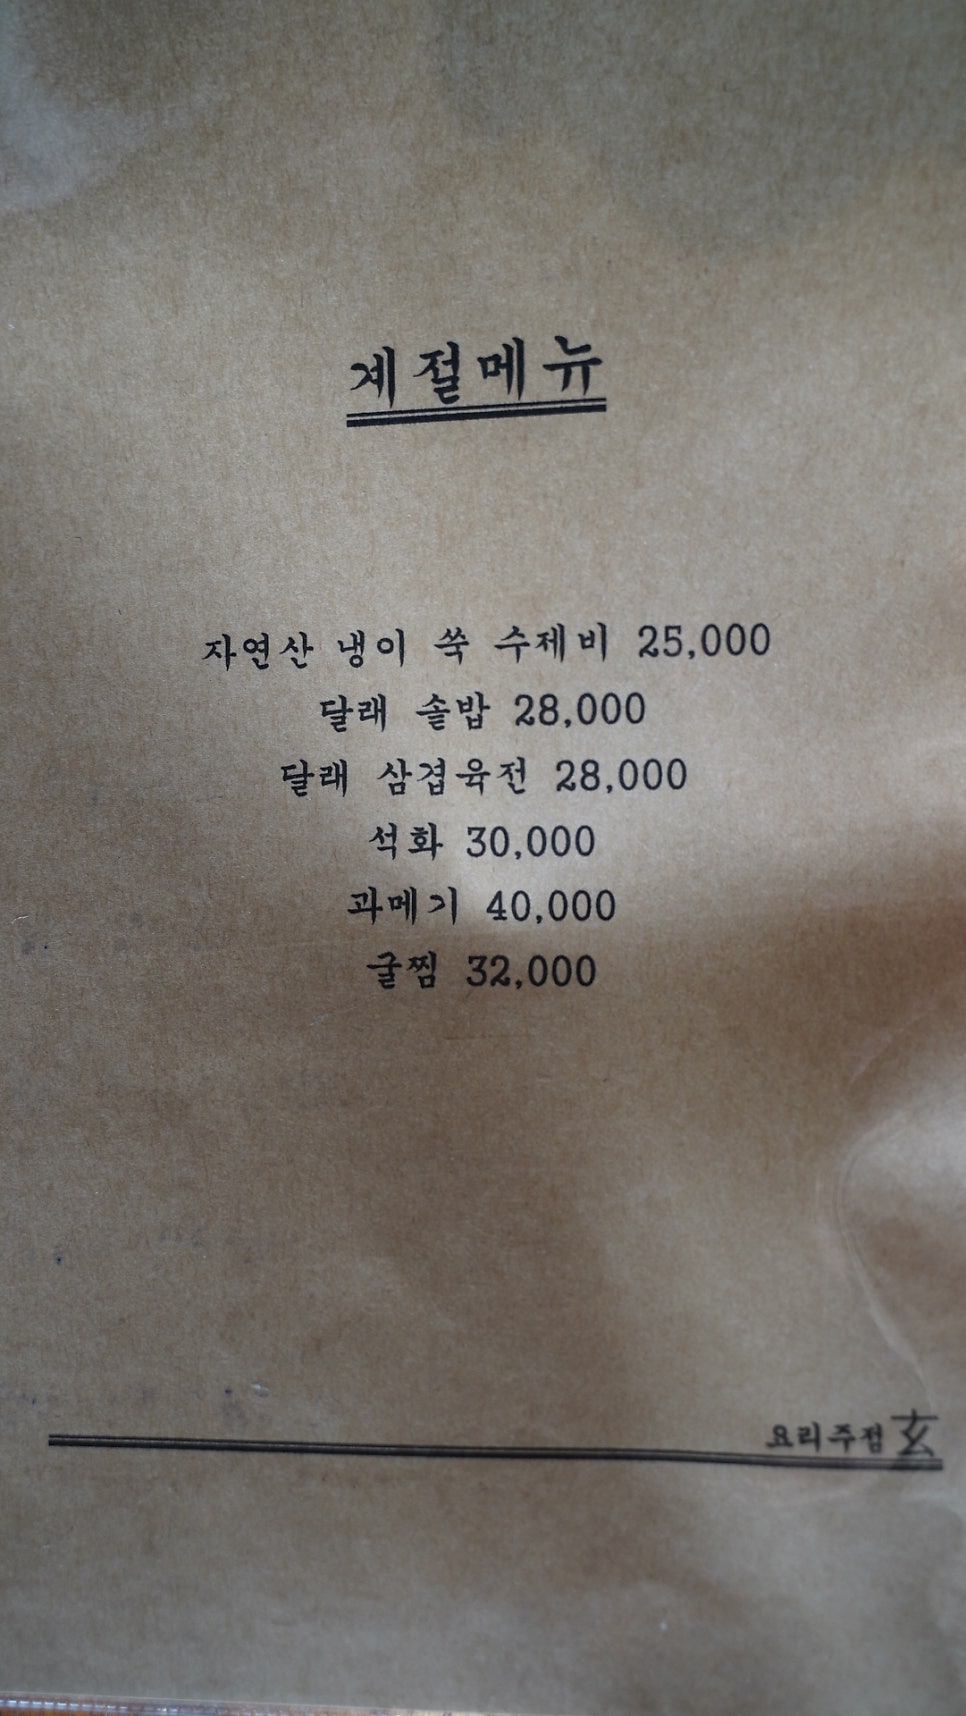 계절메뉴
자연산 냉이 쑥 수제비 25,000
달래 솥밥 28,000
달래 삼겹육전 28,000
석화 30,000
과메기 40,000
굴찜 32,000
요리주점 玄